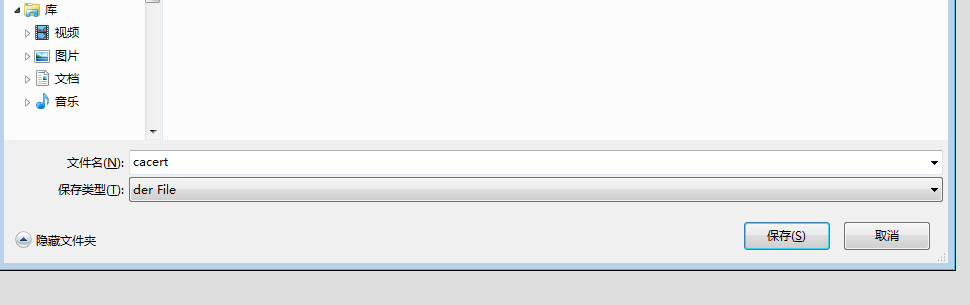 库
视频
图片
文档
音乐
文件名(N): cacert
保存类型(T): der File
隐藏文件夹
保存(S) 取消